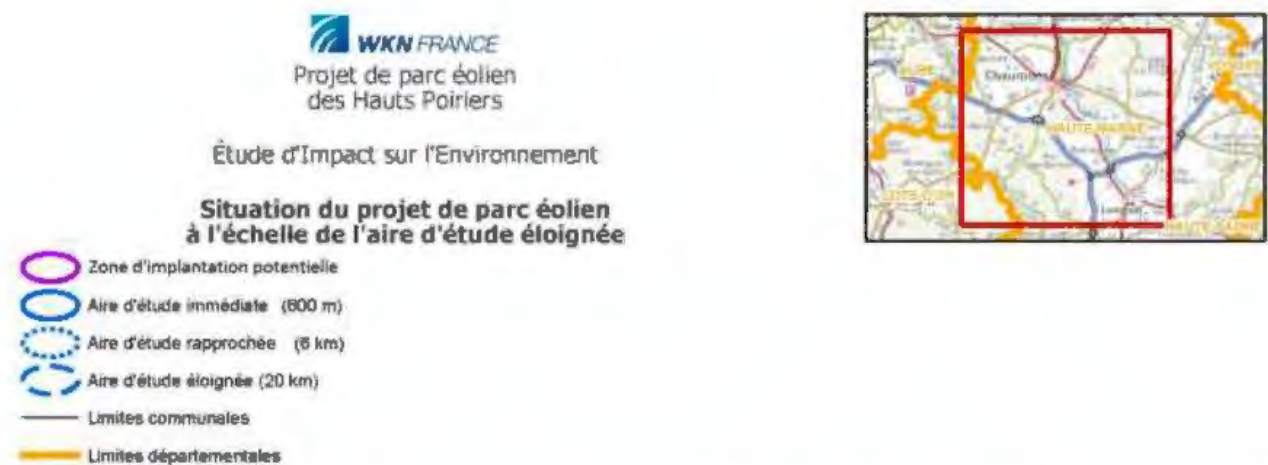 WKN FRANCE
Projet de parc éolien
des Hauts Poiriers
Étude d'Impact sur l'Environnement
Situation du projet de parc éolien
à l'échelle de l'aire d'étude éloignée
Zone d'implantation potentielle
Aire d'étude immédiate (600 m)
Aire d'étude rapprochée (6 km)
Aire d'étude éloignée (20 km)
Limites communales
Limites départementales
Chaumont
HAUTE-MARNE